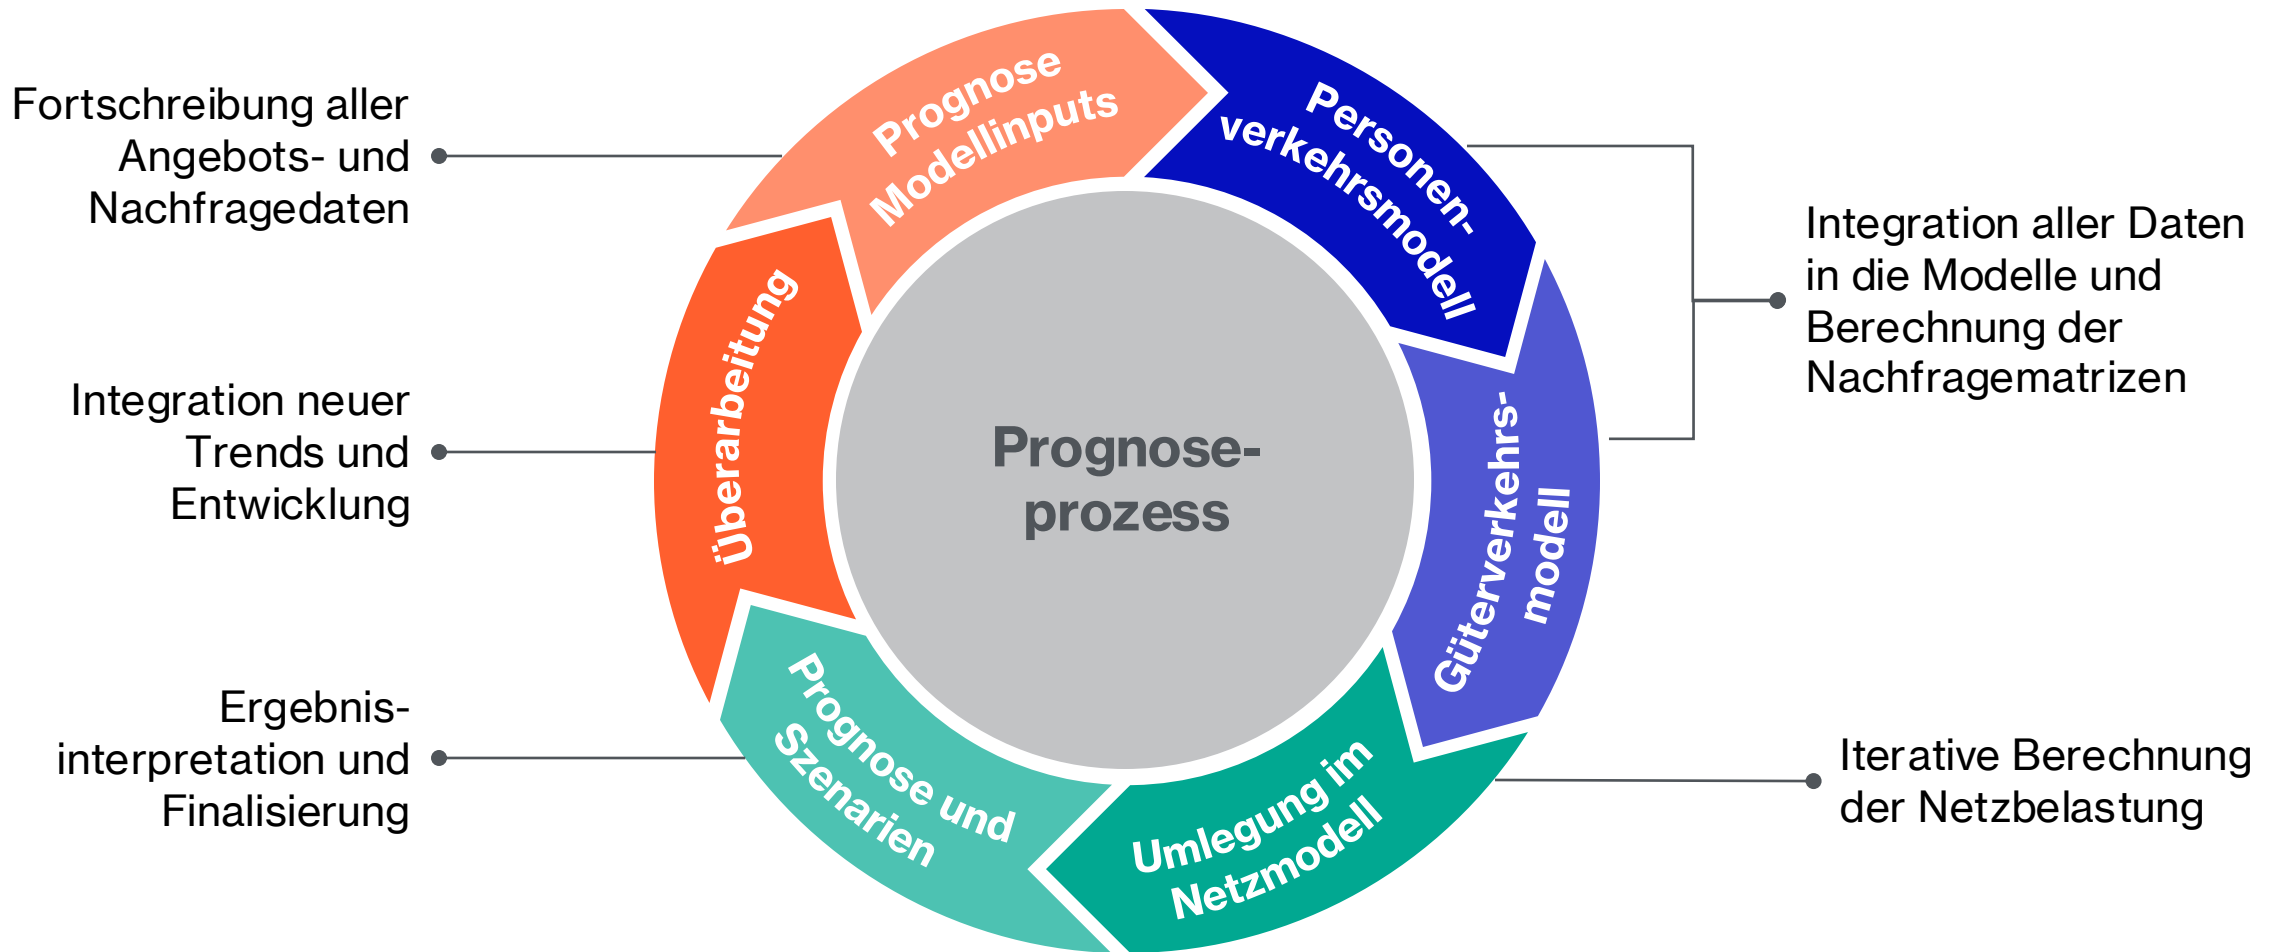 Fortschreibung aller
Angebots- und
Nachfragedaten
Integration neuer
Trends und
Entwicklung
Ergebnis-
interpretation und
Finalisierung
Prognose
Modellinputs
Personen-
verkehrsmodell
Güterverkehrs-
modell
Umlegung im
Netzmodell
Prognose und
Szenarien
Überarbeitung
Prognose-
prozess
Integration aller Daten
in die Modelle und
Berechnung der
Nachfragematrizen
Iterative Berechnung
der Netzbelastung